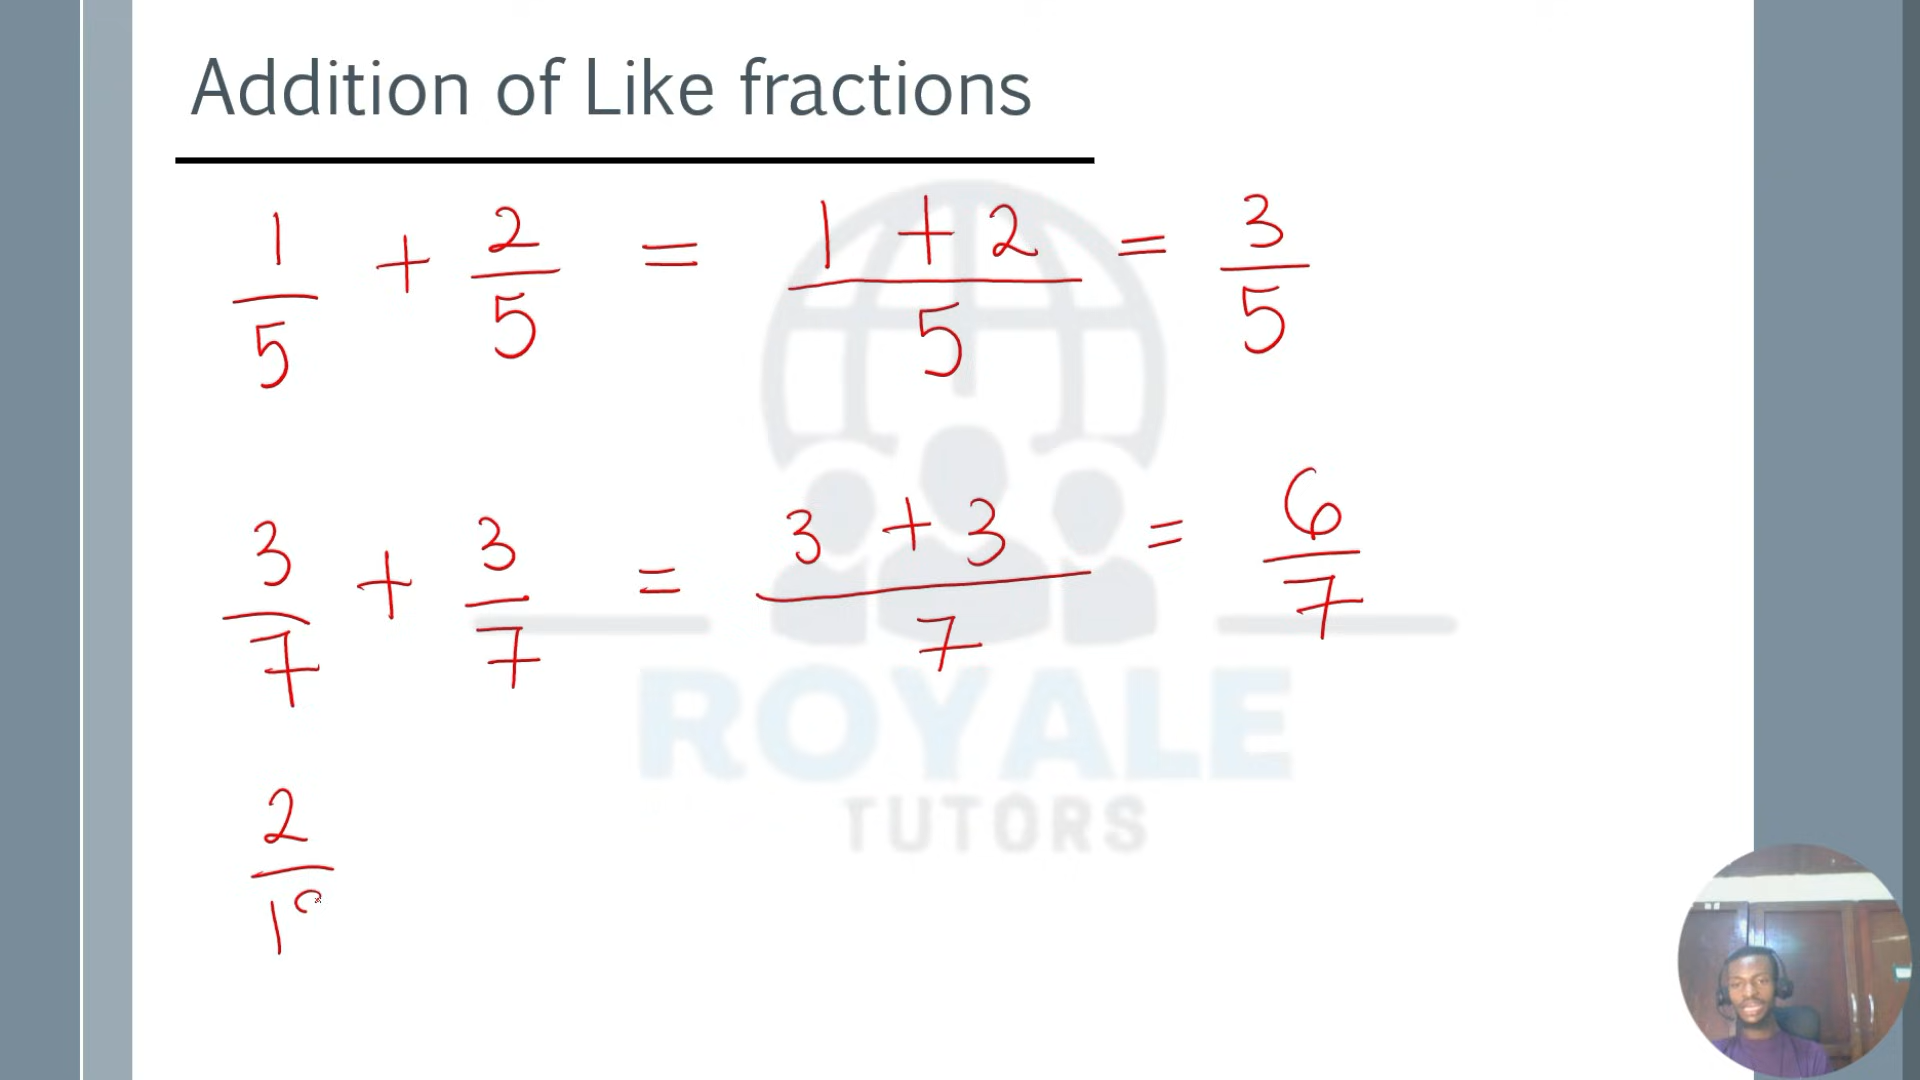 Addition of Like fractions
1/5 + 2/5 = (1 + 2)/5 = 3/5
3/7 + 3/7 = (3 + 3)/7 = 6/7
ROYALE
TUTORS
2/1